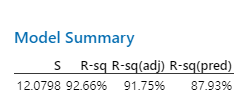 Model Summary
S R-sq R-sq(adj) R-sq(pred)
12.0798 92.66% 91.75% 87.93%